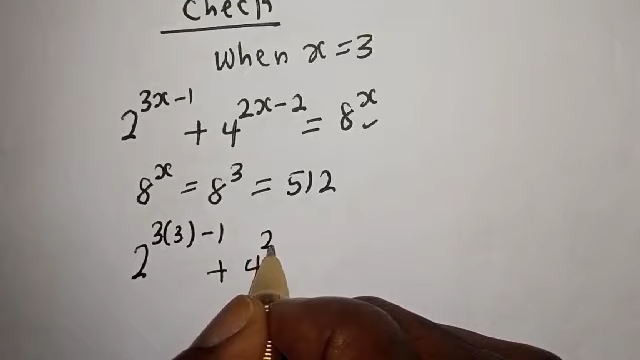 Check
When x = 3
2^{3x-1} + 4^{2x-2} = 8^x ✓
8^x = 8^3 = 512
2^{3(3)-1} + 4^2